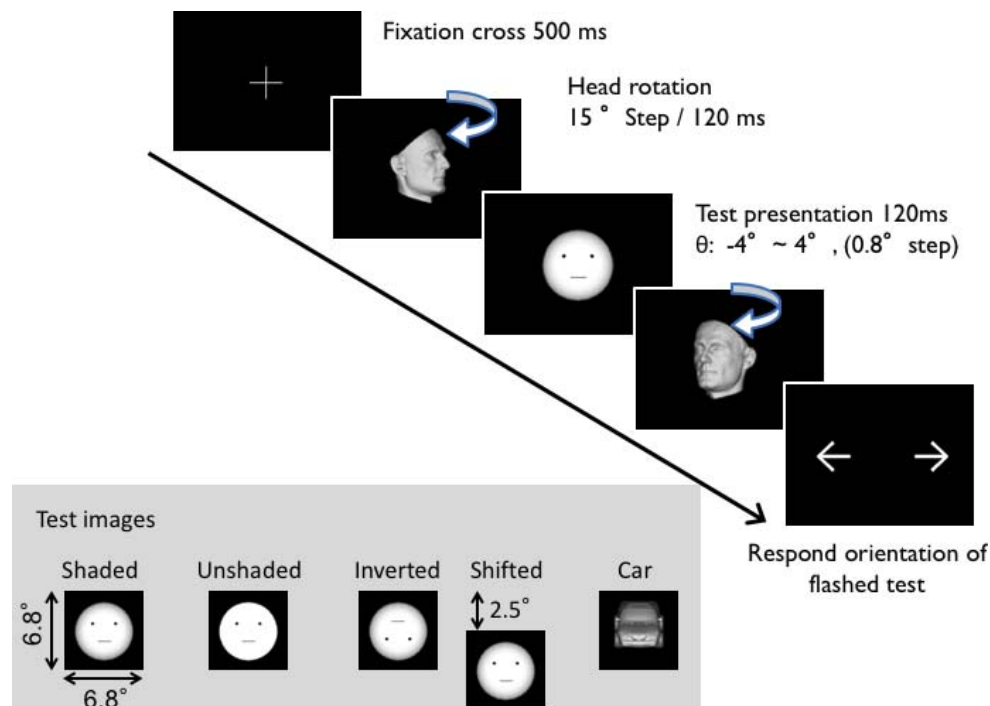 Fixation cross 500 ms
Head rotation
15° Step / 120 ms
Test presentation 120ms
θ: -4° ~ 4° , (0.8° step)
Respond orientation of
flashed test
Test images
Shaded
Unshaded
Inverted
Shifted
Car
6.8°
2.5°
6.8°